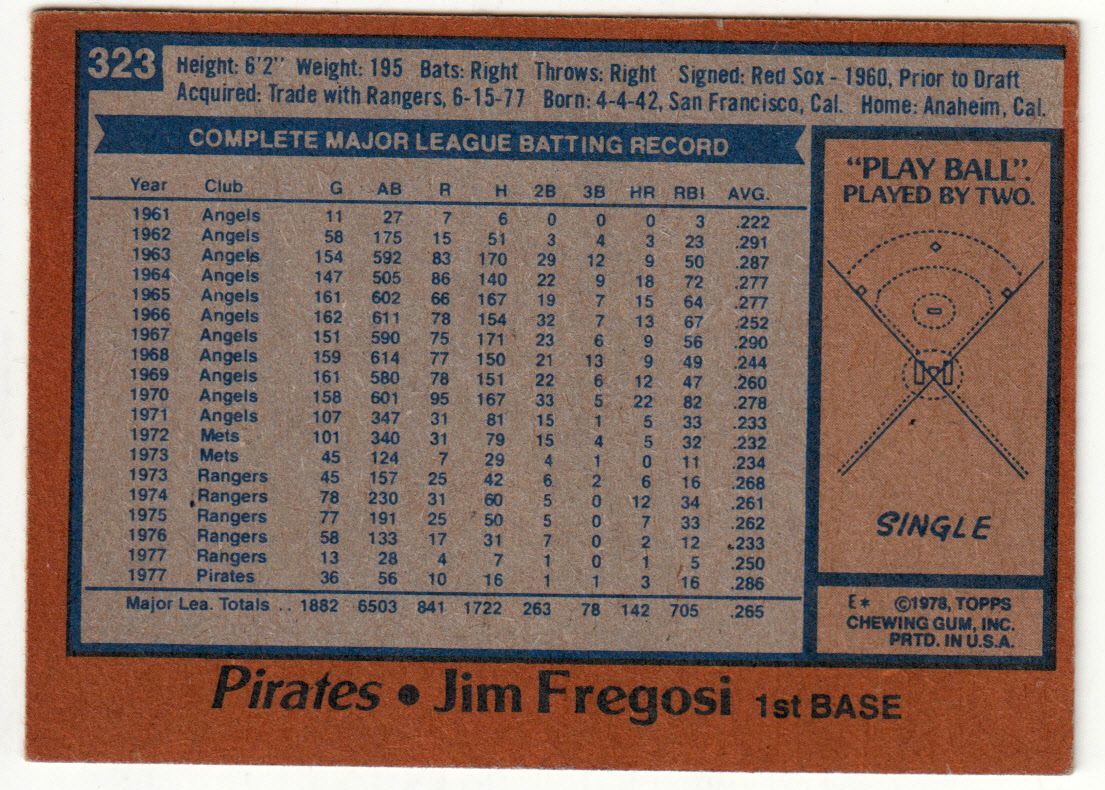 323
Height: 6'2" Weight: 195 Bats: Right Throws: Right Signed: Red Sox - 1960, Prior to Draft
Acquired: Trade with Rangers, 6-15-77 Born: 4-4-42, San Francisco, Cal. Home: Anaheim, Cal.
COMPLETE MAJOR LEAGUE BATTING RECORD
Year Club G AB R H 2B 3B HR RBI AVG.
1961 Angels 11 27 7 6 0 0 0 3 .222
1962 Angels 58 175 15 51 3 4 3 23 .291
1963 Angels 154 592 83 170 29 12 9 50 .287
1964 Angels 147 505 86 140 22 9 18 72 .277
1965 Angels 161 602 66 167 19 7 15 64 .277
1966 Angels 162 611 78 154 32 7 13 67 .252
1967 Angels 151 590 75 171 23 6 9 56 .290
1968 Angels 159 614 77 150 21 13 9 49 .244
1969 Angels 161 580 78 151 22 6 12 47 .260
1970 Angels 158 601 95 167 33 5 22 82 .278
1971 Angels 107 347 31 81 15 1 5 33 .233
1972 Mets 101 340 31 79 15 4 5 32 .232
1973 Mets 45 124 7 29 4 1 0 11 .234
1973 Rangers 45 157 25 42 6 2 6 16 .268
1974 Rangers 78 230 31 60 5 0 12 34 .261
1975 Rangers 77 191 25 50 5 0 7 33 .262
1976 Rangers 58 133 17 31 7 0 2 12 .233
1977 Rangers 13 28 4 7 1 0 1 5 .250
1977 Pirates 36 56 10 16 1 1 3 16 .286
Major Lea. Totals .. 1882 6503 841 1722 263 78 142 705 .265
"PLAY BALL".
PLAYED BY TWO.
SINGLE
E* ©1978, TOPPS
CHEWING GUM, INC.
PRTD. IN U.S.A.
Pirates • Jim Fregosi 1st BASE